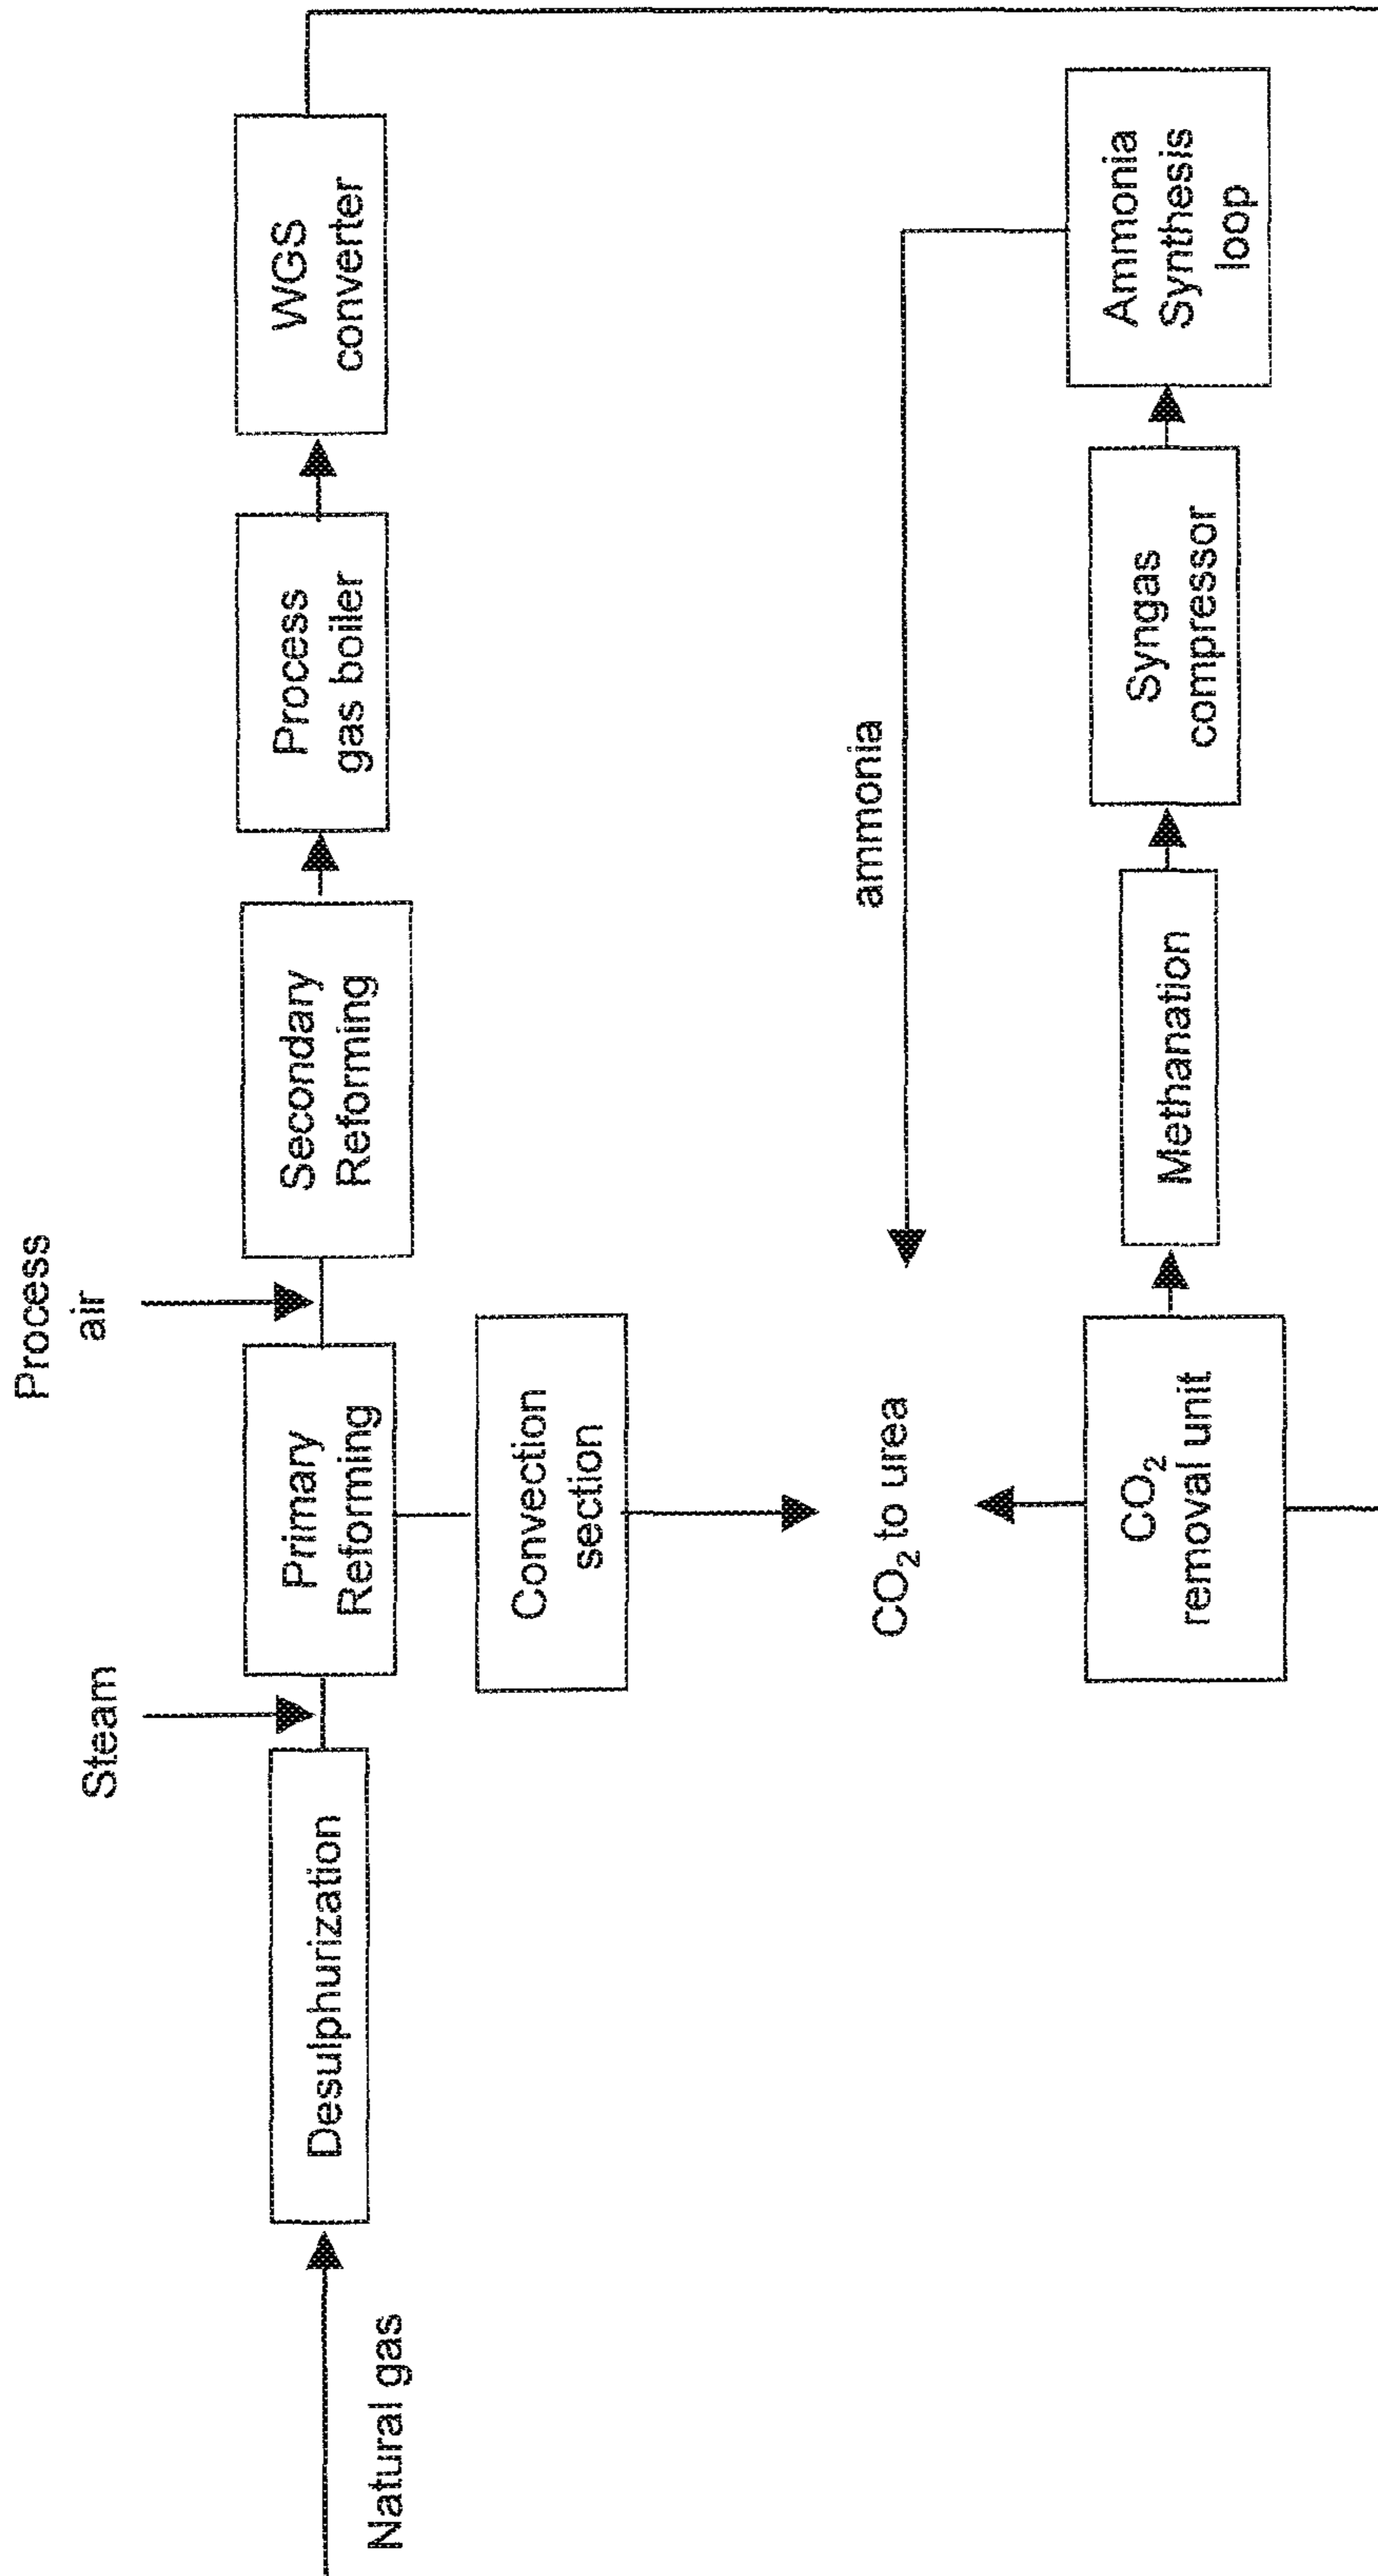 Natural gas
Desulphurization
Steam
Primary
Reforming
Process
air
Secondary
Reforming
Process
gas boiler
WGS
converter
Convection
section
CO₂ to urea
ammonia
CO₂
removal unit
Methanation
Syngas
compressor
Ammonia
Synthesis
loop